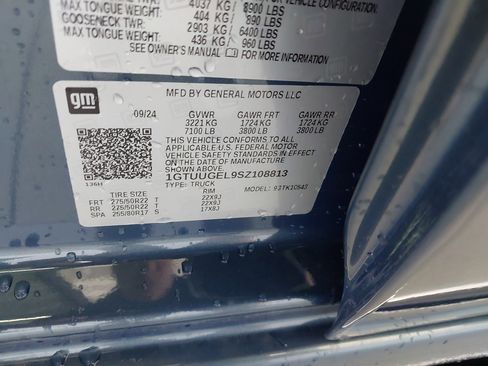 4037 KG / 8900 LBS
MAX TONGUE WEIGHT 404 KG / 890 LBS
GOOSENECK TWR. 2903 KG / 6400 LBS
MAX TONGUE WEIGHT 436 KG / 960 LBS
SEE OWNER'S MANUAL FOR MORE INFORMATION
gm
MFD BY GENERAL MOTORS LLC
09/24 GVWR GAWR FRT GAWR RR
3221 KG 1724 KG 1724 KG
7100 LB 3800 LB 3800 LB
THIS VEHICLE CONFORMS TO ALL
APPLICABLE U.S. FEDERAL MOTOR
VEHICLE SAFETY STANDARDS IN EFFECT ON THE
DATE OF MANUFACTURE SHOWN ABOVE.
1GTUUGEL9SZ108813
136H
TYPE: TRUCK MODEL:
TIRE SIZE RIM
FRT 275/50R22 T 22X9J
RR 275/50R22 T 22X9J
SPA 255/80R17 S 17X8J